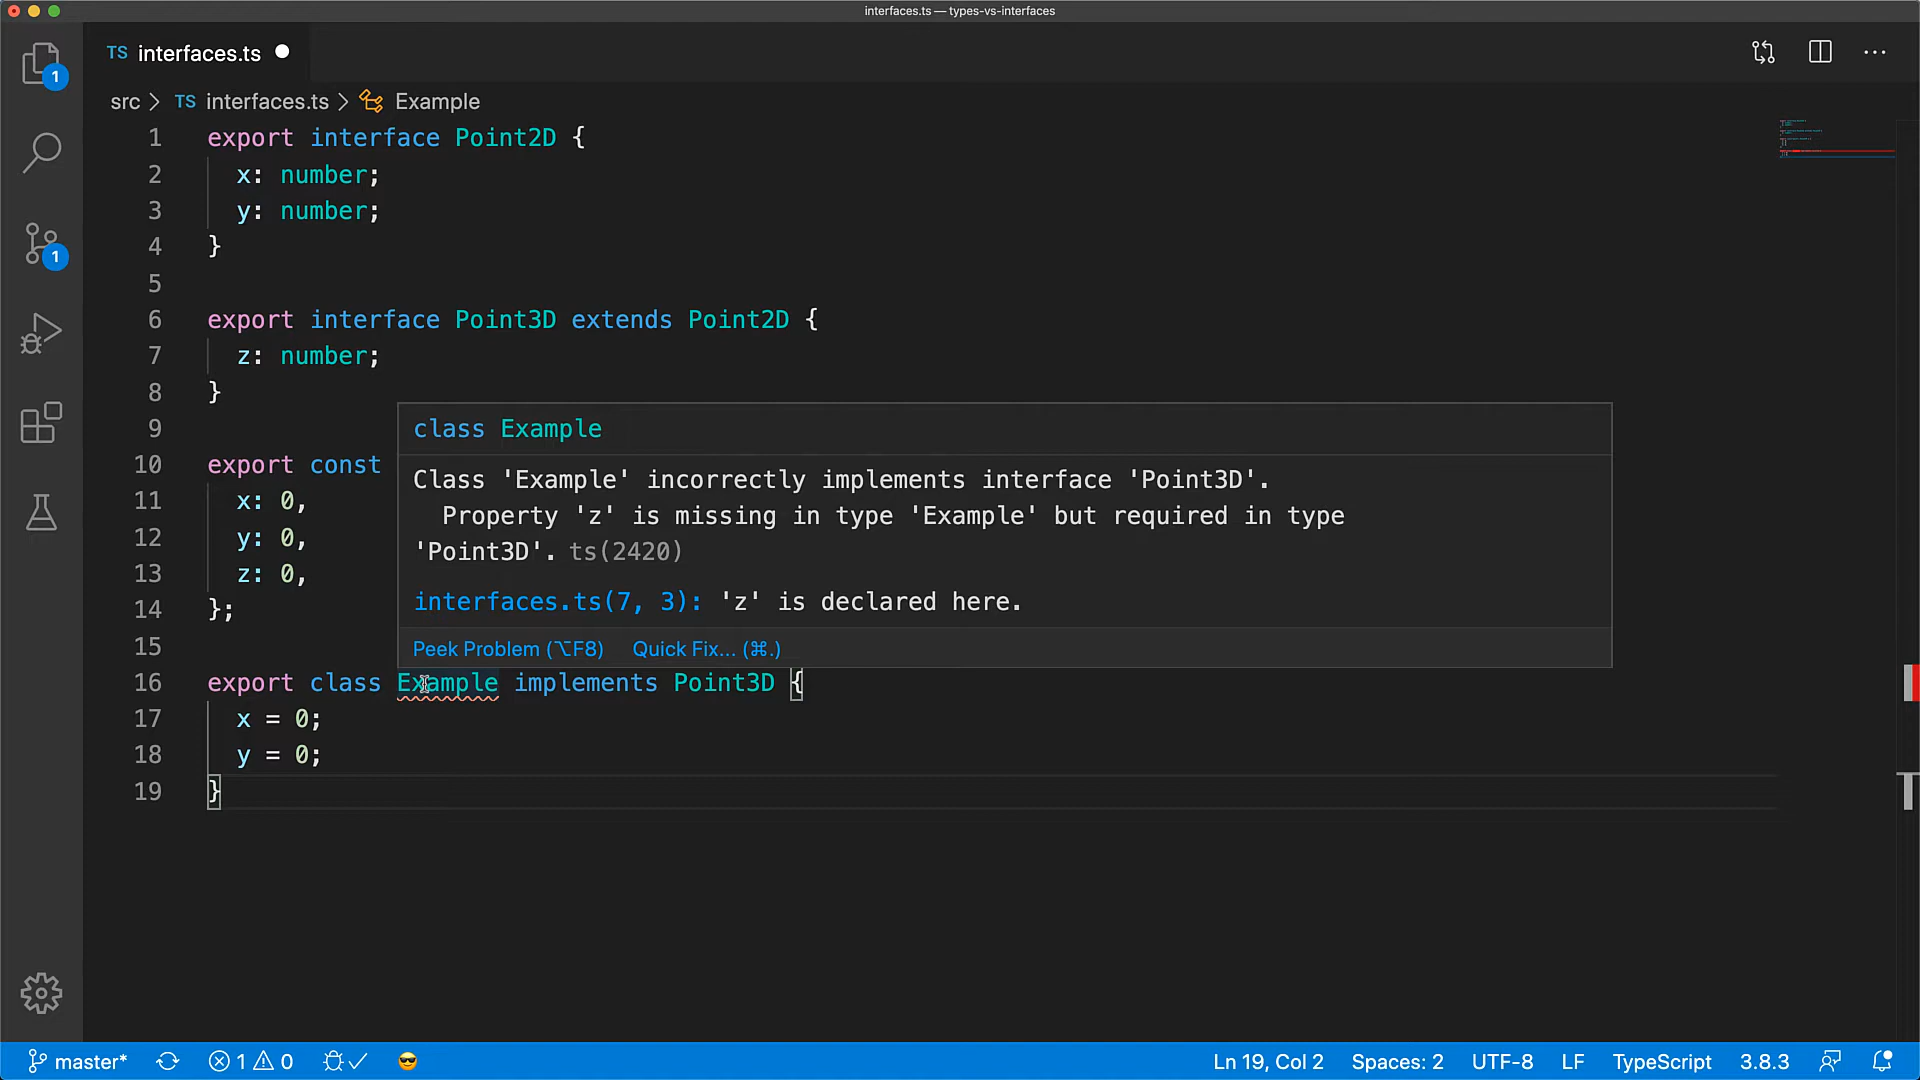 interfaces.ts — types-vs-interfaces
TS interfaces.ts
src > TS interfaces.ts > Example
1 export interface Point2D {
2 x: number;
3 y: number;
4 }
5
6 export interface Point3D extends Point2D {
7 z: number;
8 }
9
10 export const
11 x: 0,
12 y: 0,
13 z: 0,
14 };
15
class Example
Class 'Example' incorrectly implements interface 'Point3D'.
Property 'z' is missing in type 'Example' but required in type
'Point3D'. ts(2420)
interfaces.ts(7, 3): 'z' is declared here.
Peek Problem (⌥F8) Quick Fix... (⌘.)
16 export class Example implements Point3D {
17 x = 0;
18 y = 0;
19 }
1
1
master* 1 0 Ln 19, Col 2 Spaces: 2 UTF-8 LF TypeScript 3.8.3